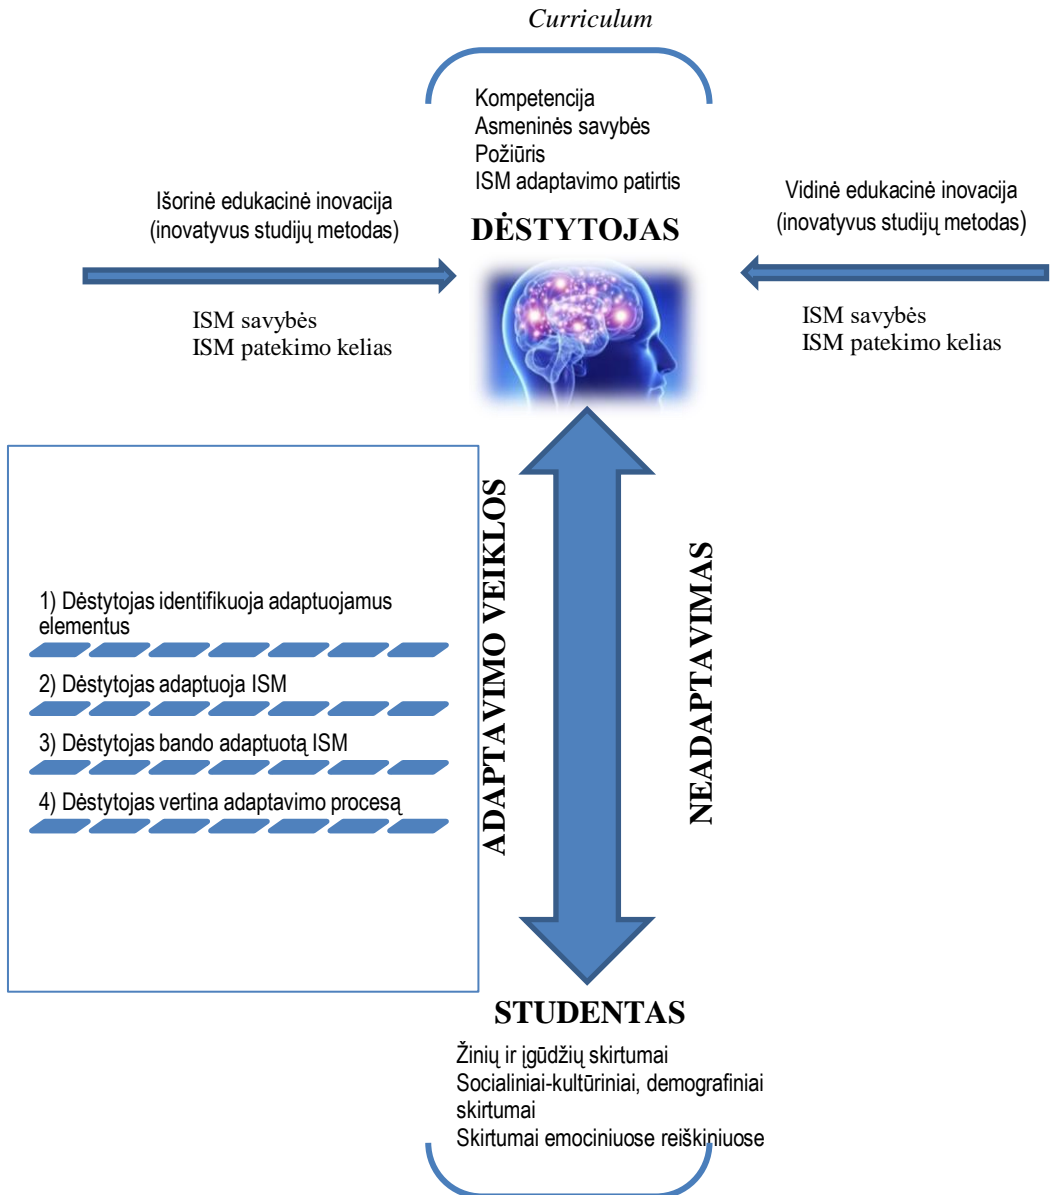 Curriculum
Kompetencija
Asmeninės savybės
Požiūris
ISM adaptavimo patirtis
Išorinė edukacinė inovacija
(inovatyvus studijų metodas)
DĖSTYTOJAS
Vidinė edukacinė inovacija
(inovatyvus studijų metodas)
ISM savybės
ISM patekimo kelias
ISM savybės
ISM patekimo kelias
1) Dėstytojas identifikuoja adaptuojamus
elementus
2) Dėstytojas adaptuoja ISM
3) Dėstytojas bando adaptuotą ISM
4) Dėstytojas vertina adaptavimo procesą
ADAPTAVIMO VEIKLOS
NEADAPTAVIMAS
STUDENTAS
Žinių ir įgūdžių skirtumai
Socialiniai-kultūriniai, demografiniai
skirtumai
Skirtumai emociniuose reiškiniuose